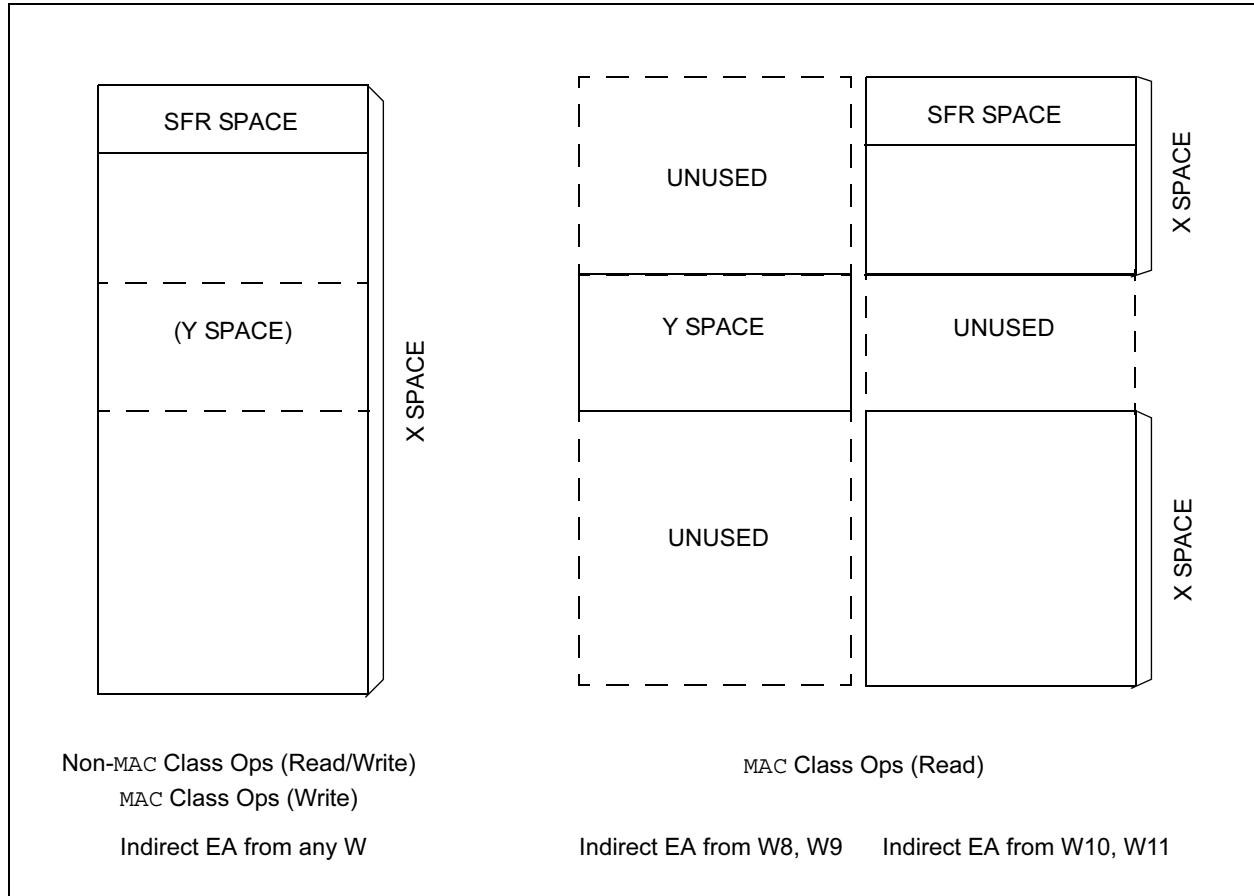 SFR SPACE
(Y SPACE)
X SPACE
Non-MAC Class Ops (Read/Write)
MAC Class Ops (Write)
Indirect EA from any W
UNUSED
Y SPACE
UNUSED
SFR SPACE
X SPACE
UNUSED
X SPACE
MAC Class Ops (Read)
Indirect EA from W8, W9
Indirect EA from W10, W11